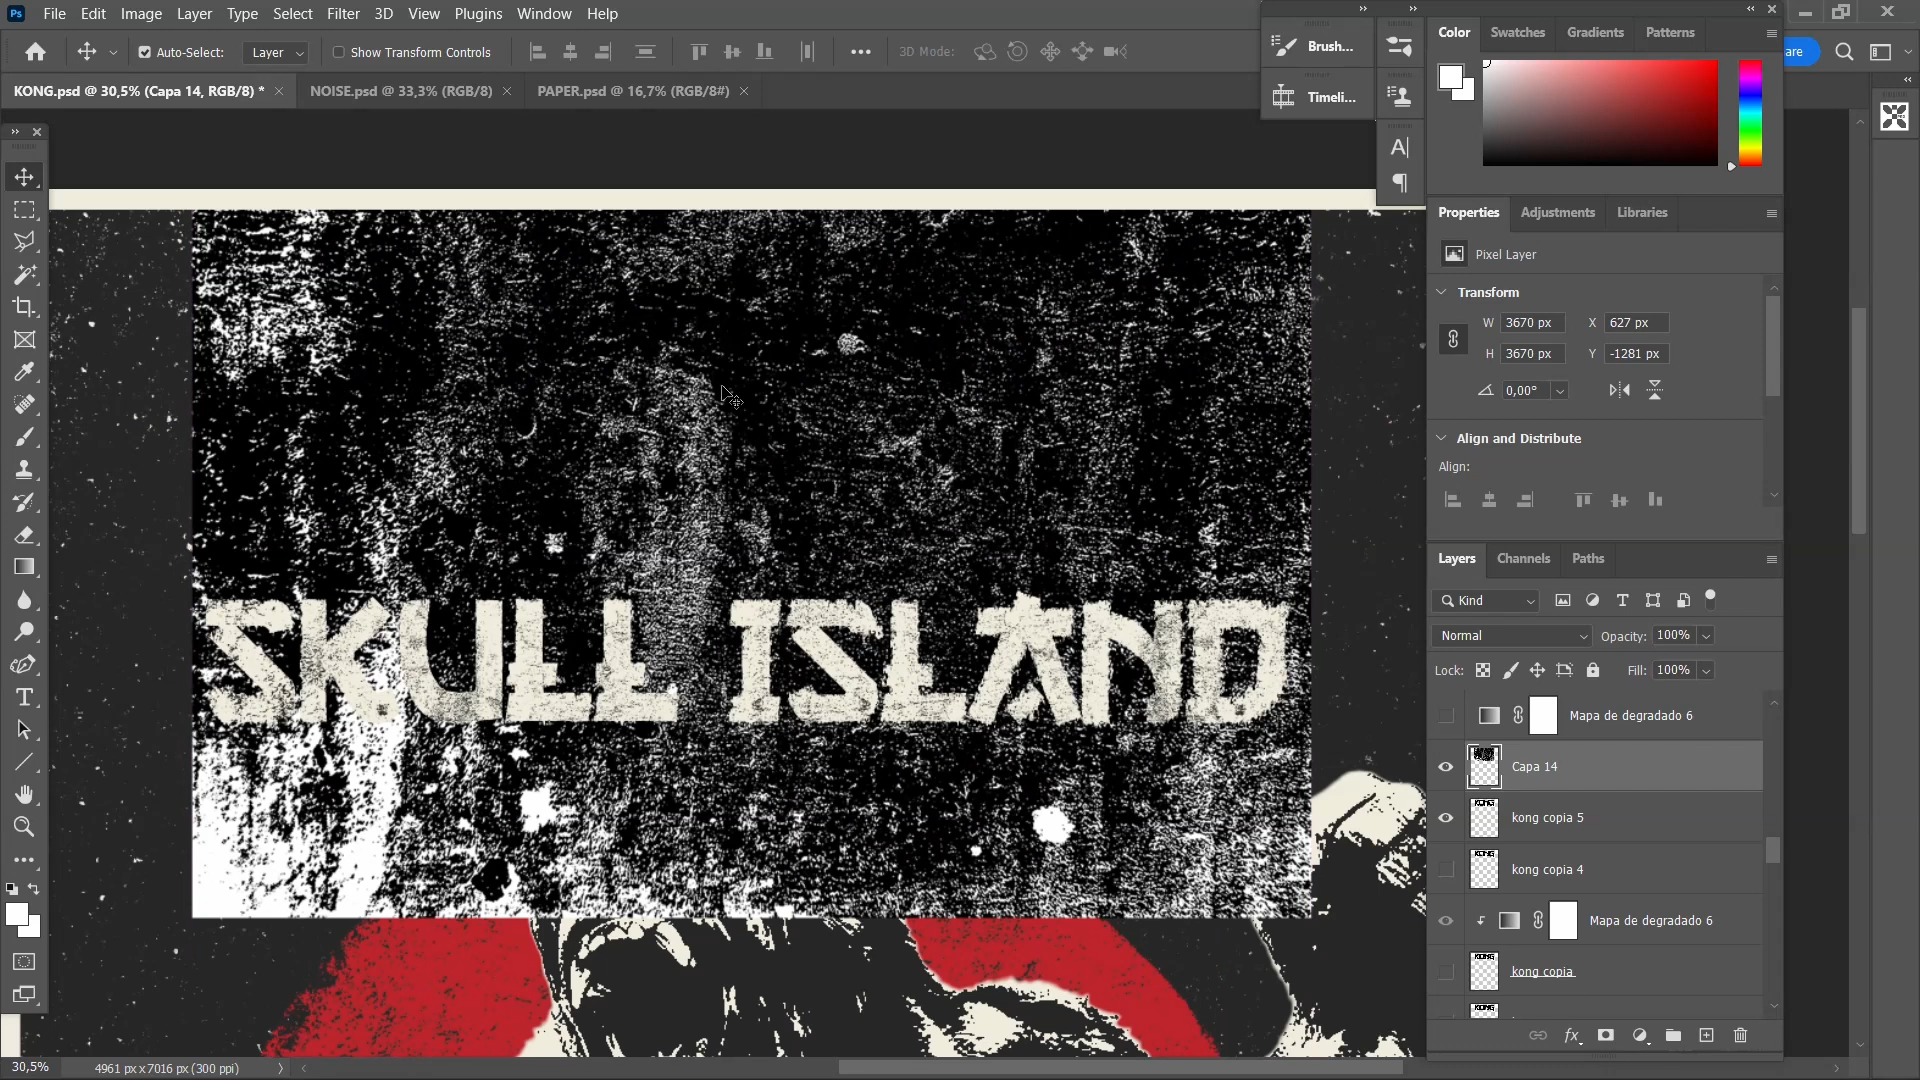 Ps File Edit Image Layer Type Select Filter 3D View Plugins Window Help
Auto-Select: Layer Show Transform Controls 3D Mode: are
KONG.psd @ 30,5% (Capa 14, RGB/8) * NOISE.psd @ 33,3% (RGB/8) PAPER.psd @ 16,7% (RGB/8#)
Brush...
Timeli...
Color Swatches Gradients Patterns
Properties Adjustments Libraries
Pixel Layer
Transform
W 3670 px X 627 px
H 3670 px Y -1281 px
0,00°
Align and Distribute
Align:
SKULL ISLAND
Layers Channels Paths
Kind
Normal Opacity: 100%
Lock: Fill: 100%
Mapa de degradado 6
Capa 14
kong copia 5
kong copia 4
Mapa de degradado 6
kong copia
fx
30,5% 4961 px x 7016 px (300 ppi)